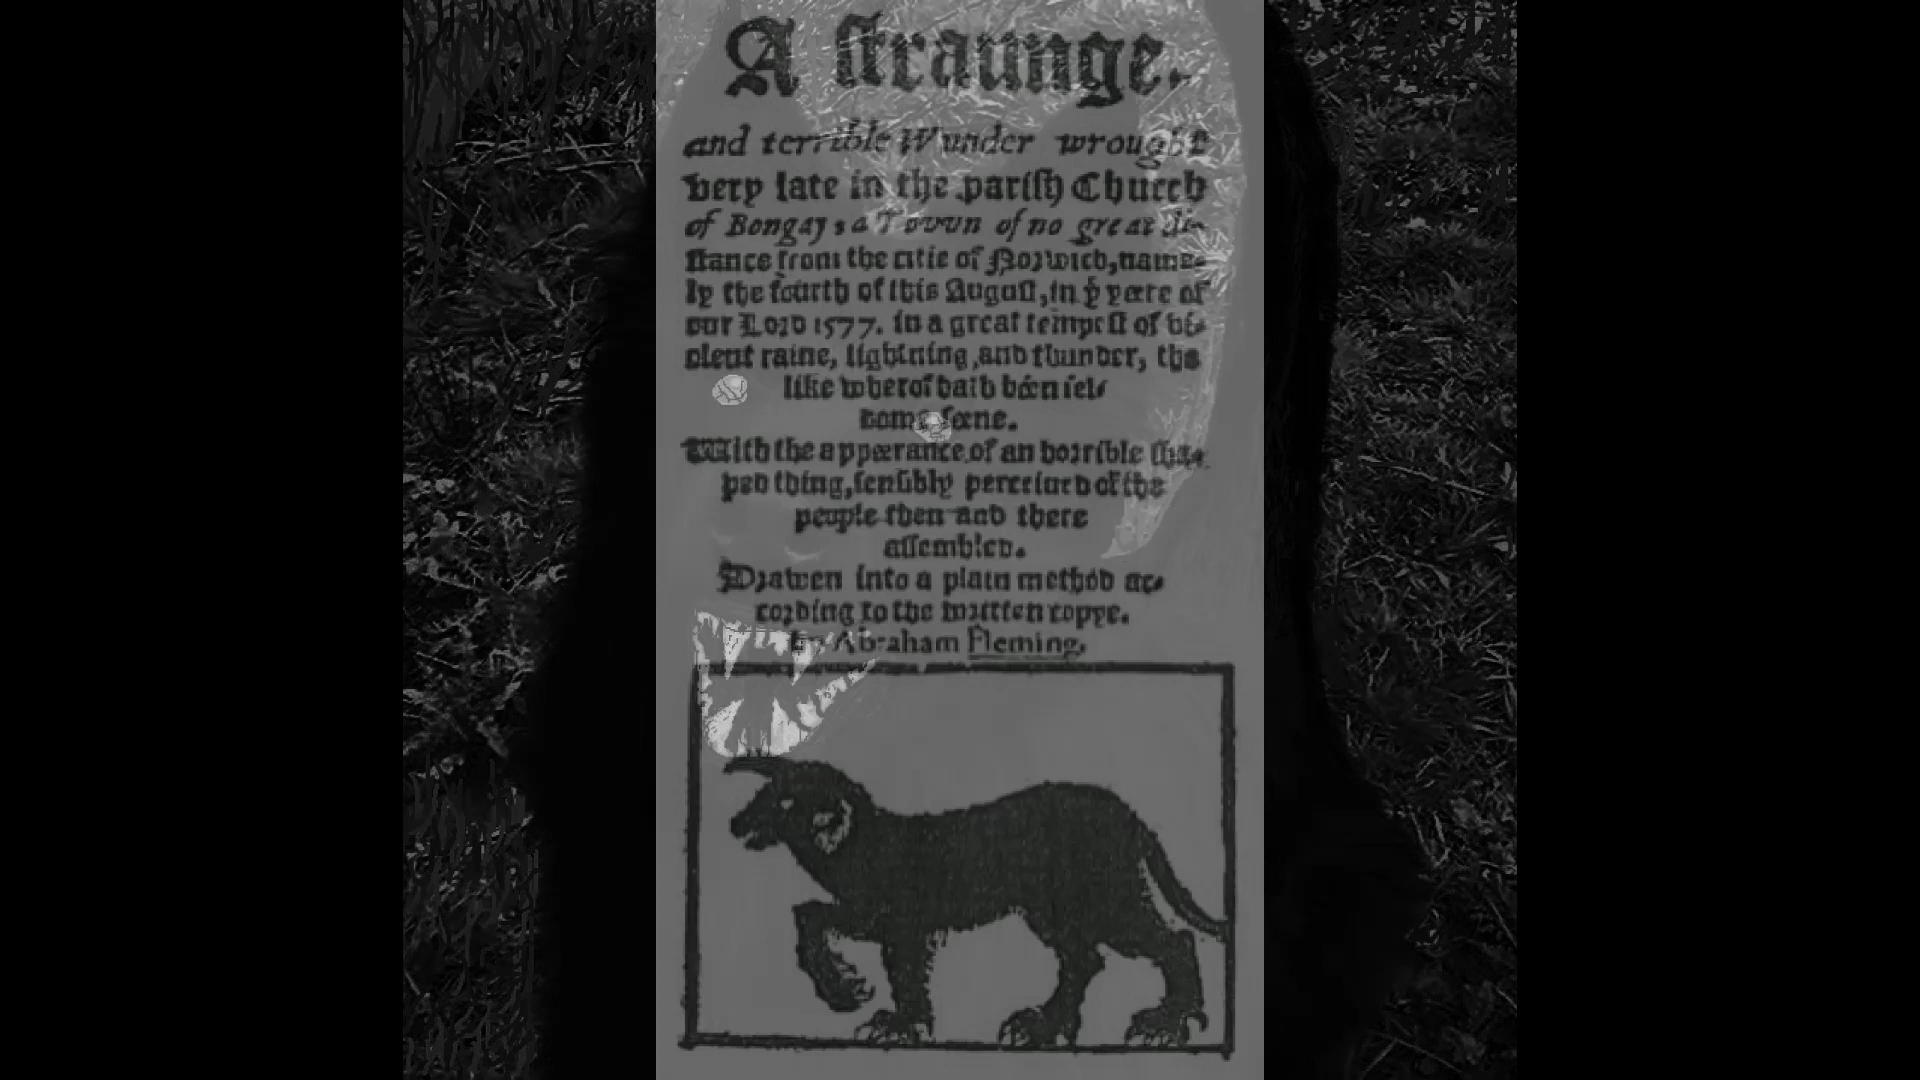 A ſtraunge.
and terrible Wunder wrought
very late in the pariſh Church
of Bongay, a Tovvn of no great di-
ſtance from the citie of Norwich, name-
ly the fourth of this Auguſt, in yͤ yeere of
our Lord 1577. in a great tempeſt of vi-
olent raine, lightning, and thunder, the
like wherof hath béen ſel-
dome ſeene.
With the appeerance of an horrible ſha-
ped thing, ſenſibly perceiued of the
people then and there
aſſembled.
Drawen into a plain method ac-
cording to the written copye.
by Abraham Fleming.